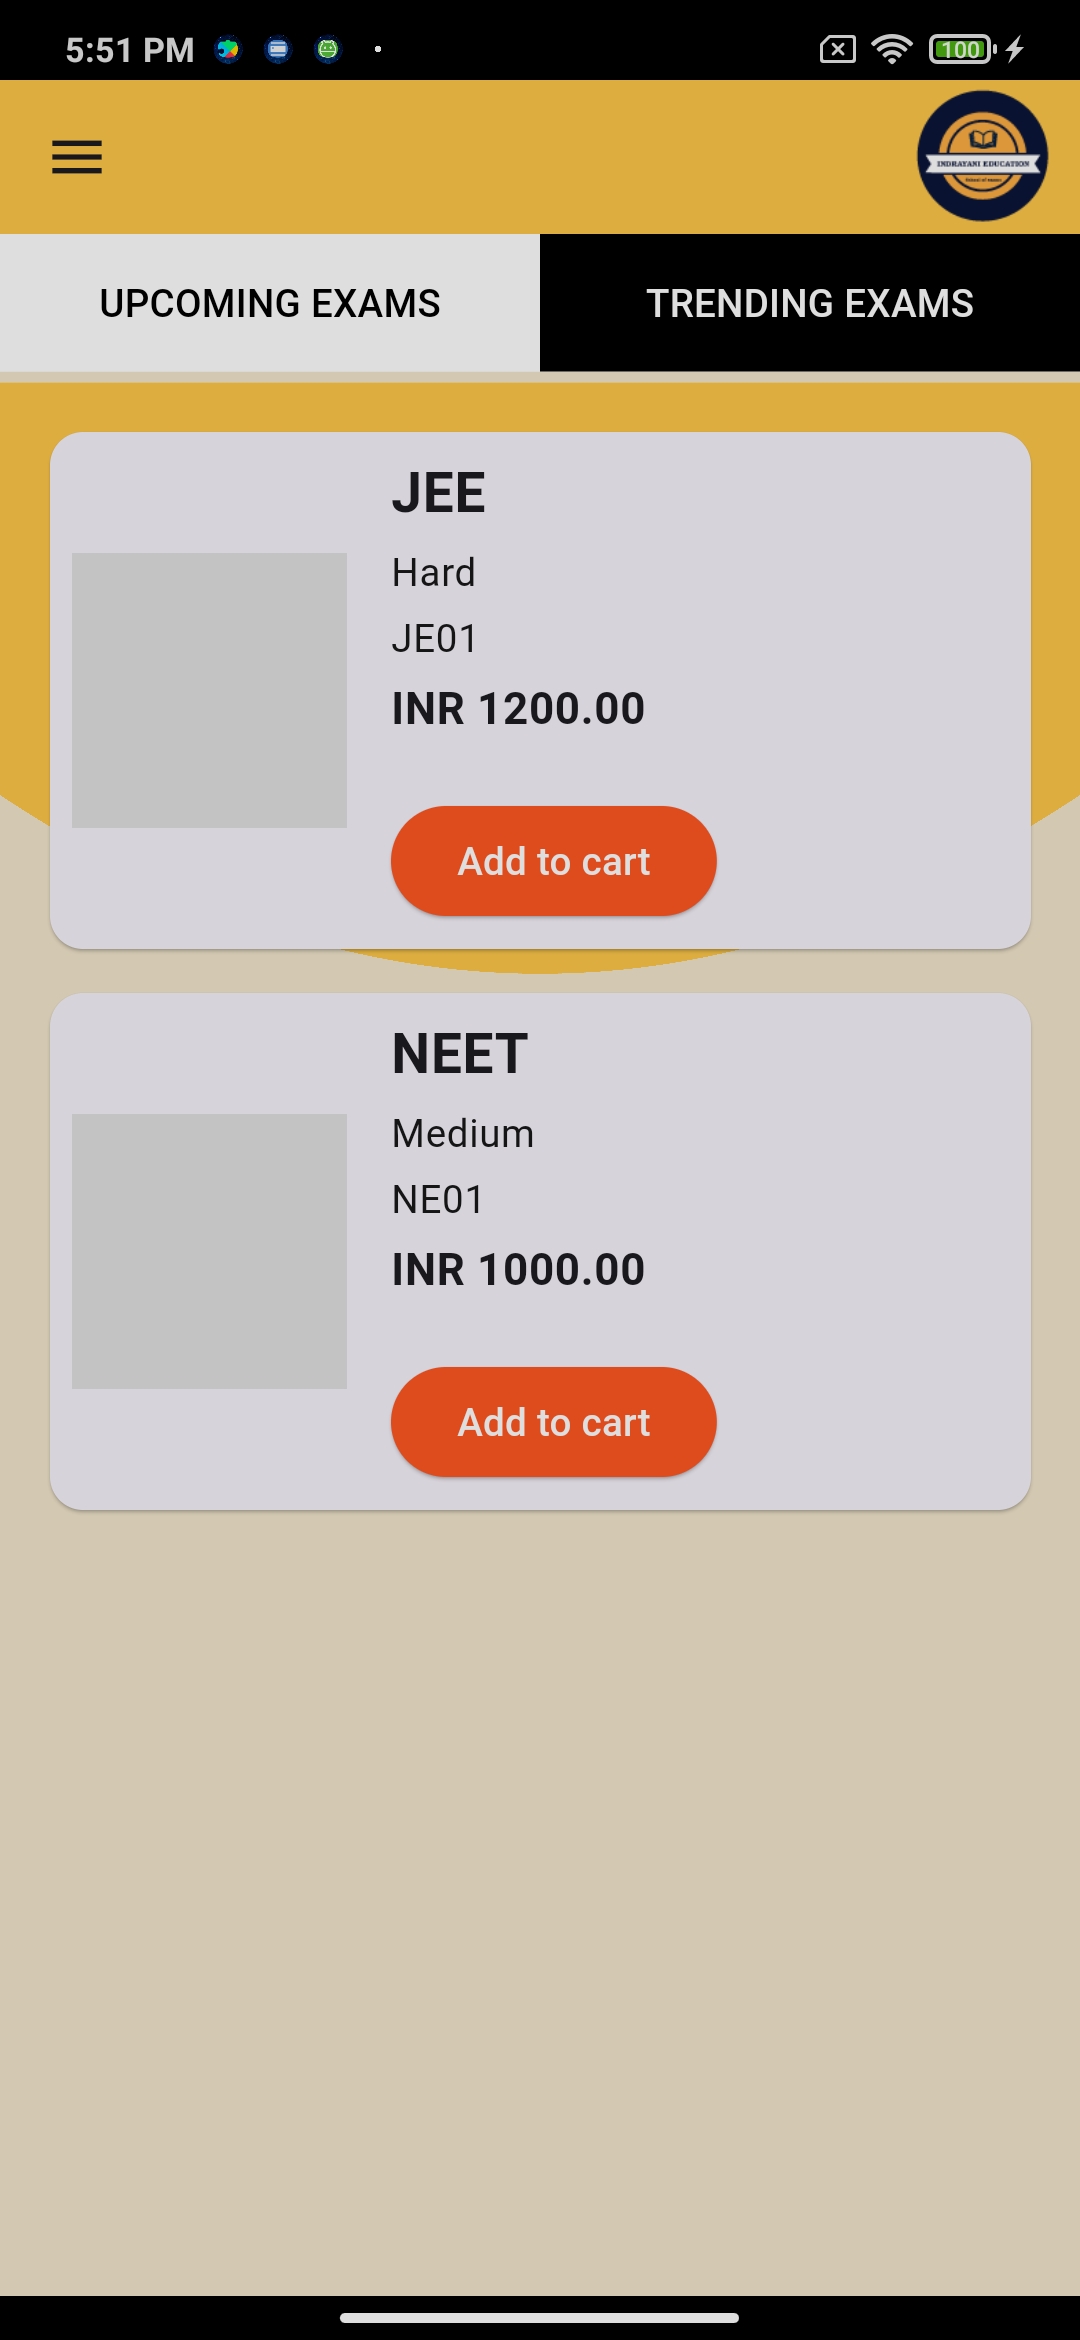 5:51 PM
100
INDRAYANI EDUCATION
UPCOMING EXAMS
TRENDING EXAMS
JEE
Hard
JE01
INR 1200.00
Add to cart
NEET
Medium
NE01
INR 1000.00
Add to cart